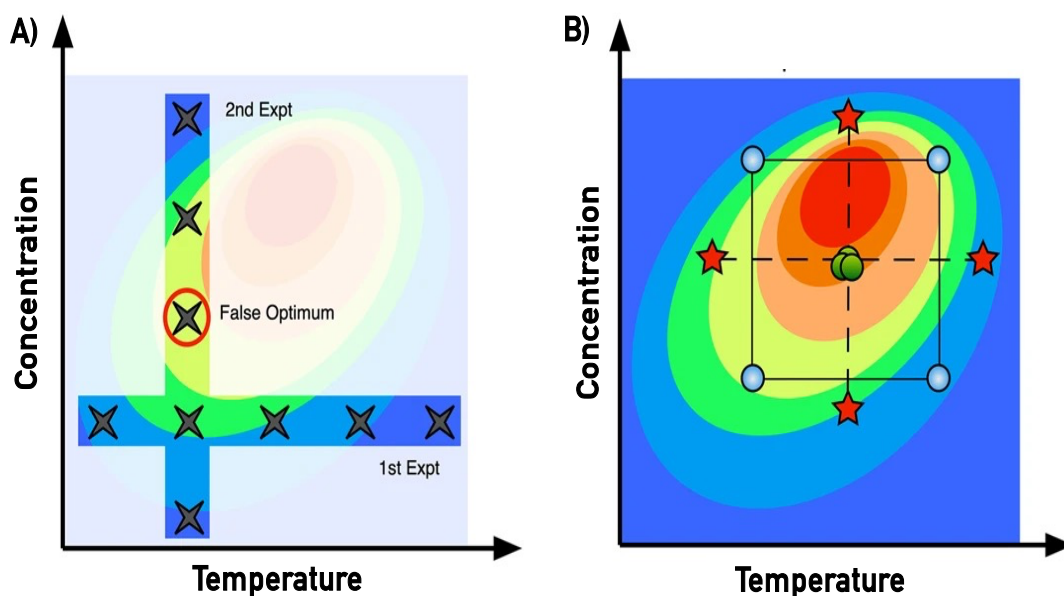 A)
2nd Expt
False Optimum
1st Expt
Concentration
Temperature
B)
Concentration
Temperature